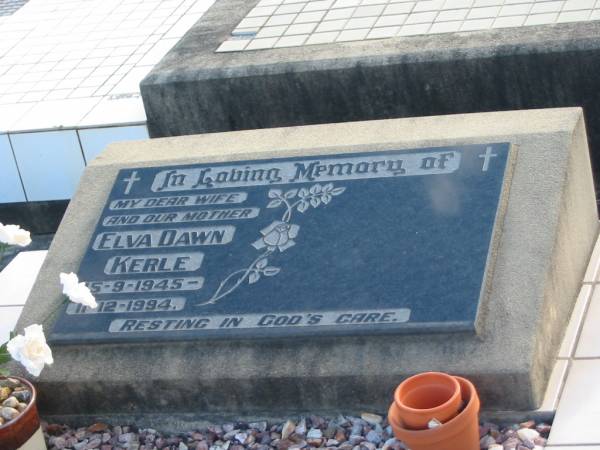 In Loving Memory of
MY DEAR WIFE
AND OUR MOTHER
ELVA DAWN
KERLE
5-9-1945 -
11-12-1994.
RESTING IN GOD'S CARE.